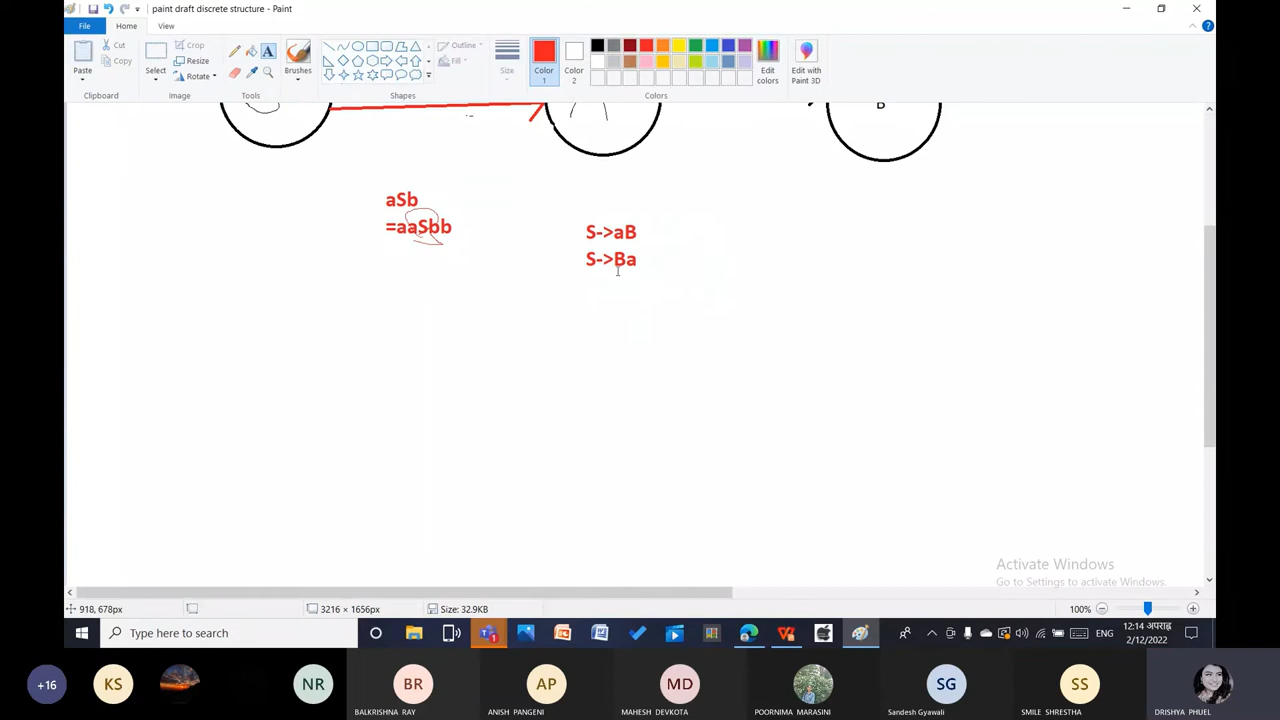 paint draft discrete structure - Paint
File Home View
Paste
Cut
Copy
Clipboard
Select
Crop
Resize
Rotate
Image
Tools
Brushes
Shapes
Outline
Fill
Size
Color 1
Color 2
Edit colors
Edit with Paint 3D
Colors
B
aSb
=aaSbb
S->aB
S->Ba
Activate Windows
Go to Settings to activate Windows.
918, 678px
3216 × 1656px
Size: 32.9KB
100%
Type here to search
1
ENG
12:14 अपराह्न
2/12/2022
+16
KS
NR
BR
BALKRISHNA RAY
AP
ANISH PANGENI
MD
MAHESH DEVKOTA
POORNIMA MARASINI
SG
Sandesh Gyawali
SS
SMILE SHRESTHA
DRISHYA PHUEL